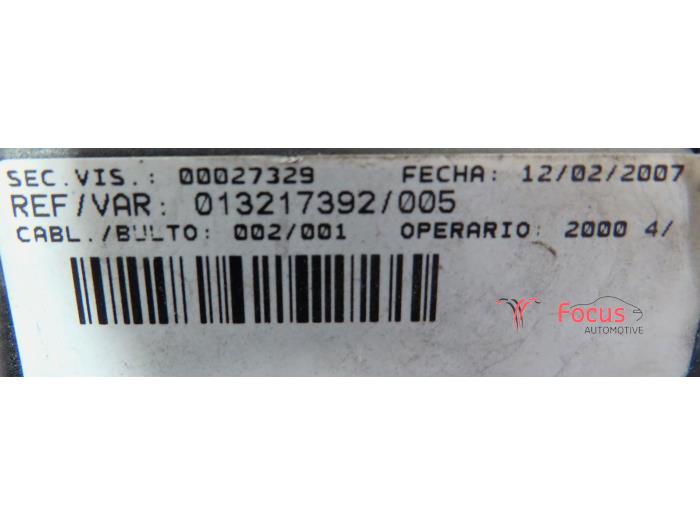 SEC.VIS.: 00027329 FECHA: 12/02/2007
REF/VAR: 013217392/005
CABL./BULTO: 002/001 OPERARIO: 2000 4/
Focus
AUTOMOTIVE